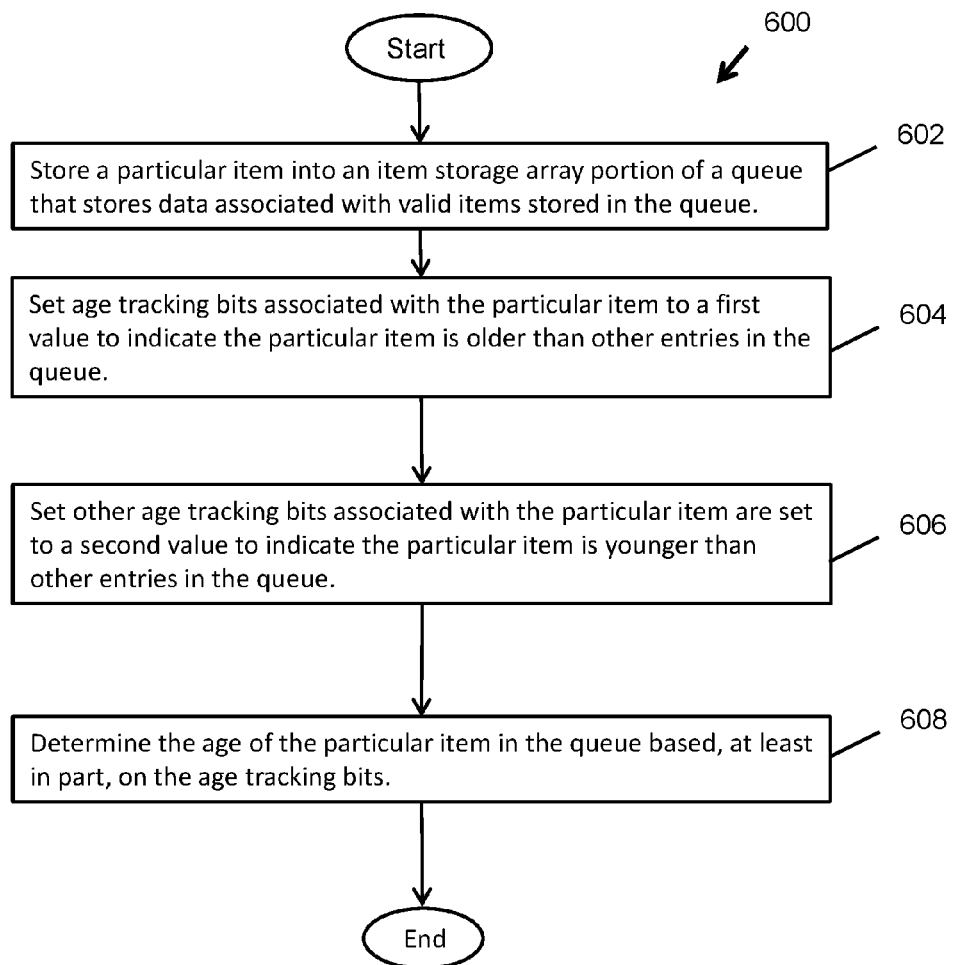 600
Start
602
Store a particular item into an item storage array portion of a queue
that stores data associated with valid items stored in the queue.
604
Set age tracking bits associated with the particular item to a first
value to indicate the particular item is older than other entries in the
queue.
606
Set other age tracking bits associated with the particular item are set
to a second value to indicate the particular item is younger than
other entries in the queue.
608
Determine the age of the particular item in the queue based, at least
in part, on the age tracking bits.
End